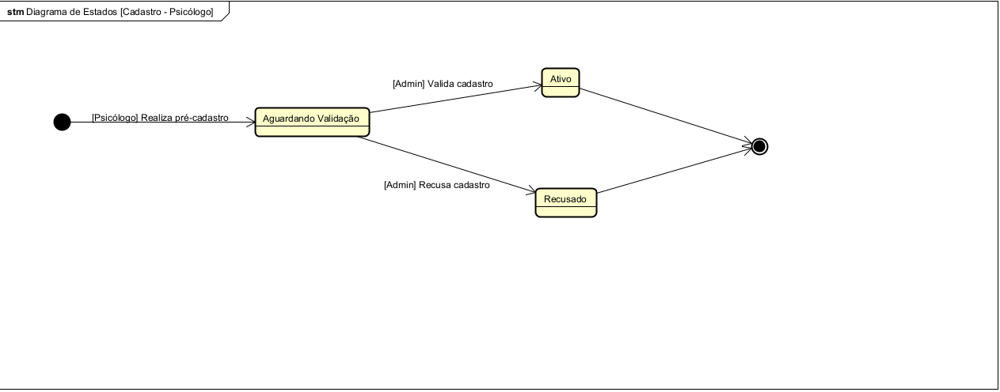 stm Diagrama de Estados [Cadastro - Psicólogo]
[Admin] Valida cadastro
Ativo
[Psicólogo] Realiza pré-cadastro
Aguardando Validação
[Admin] Recusa cadastro
Recusado